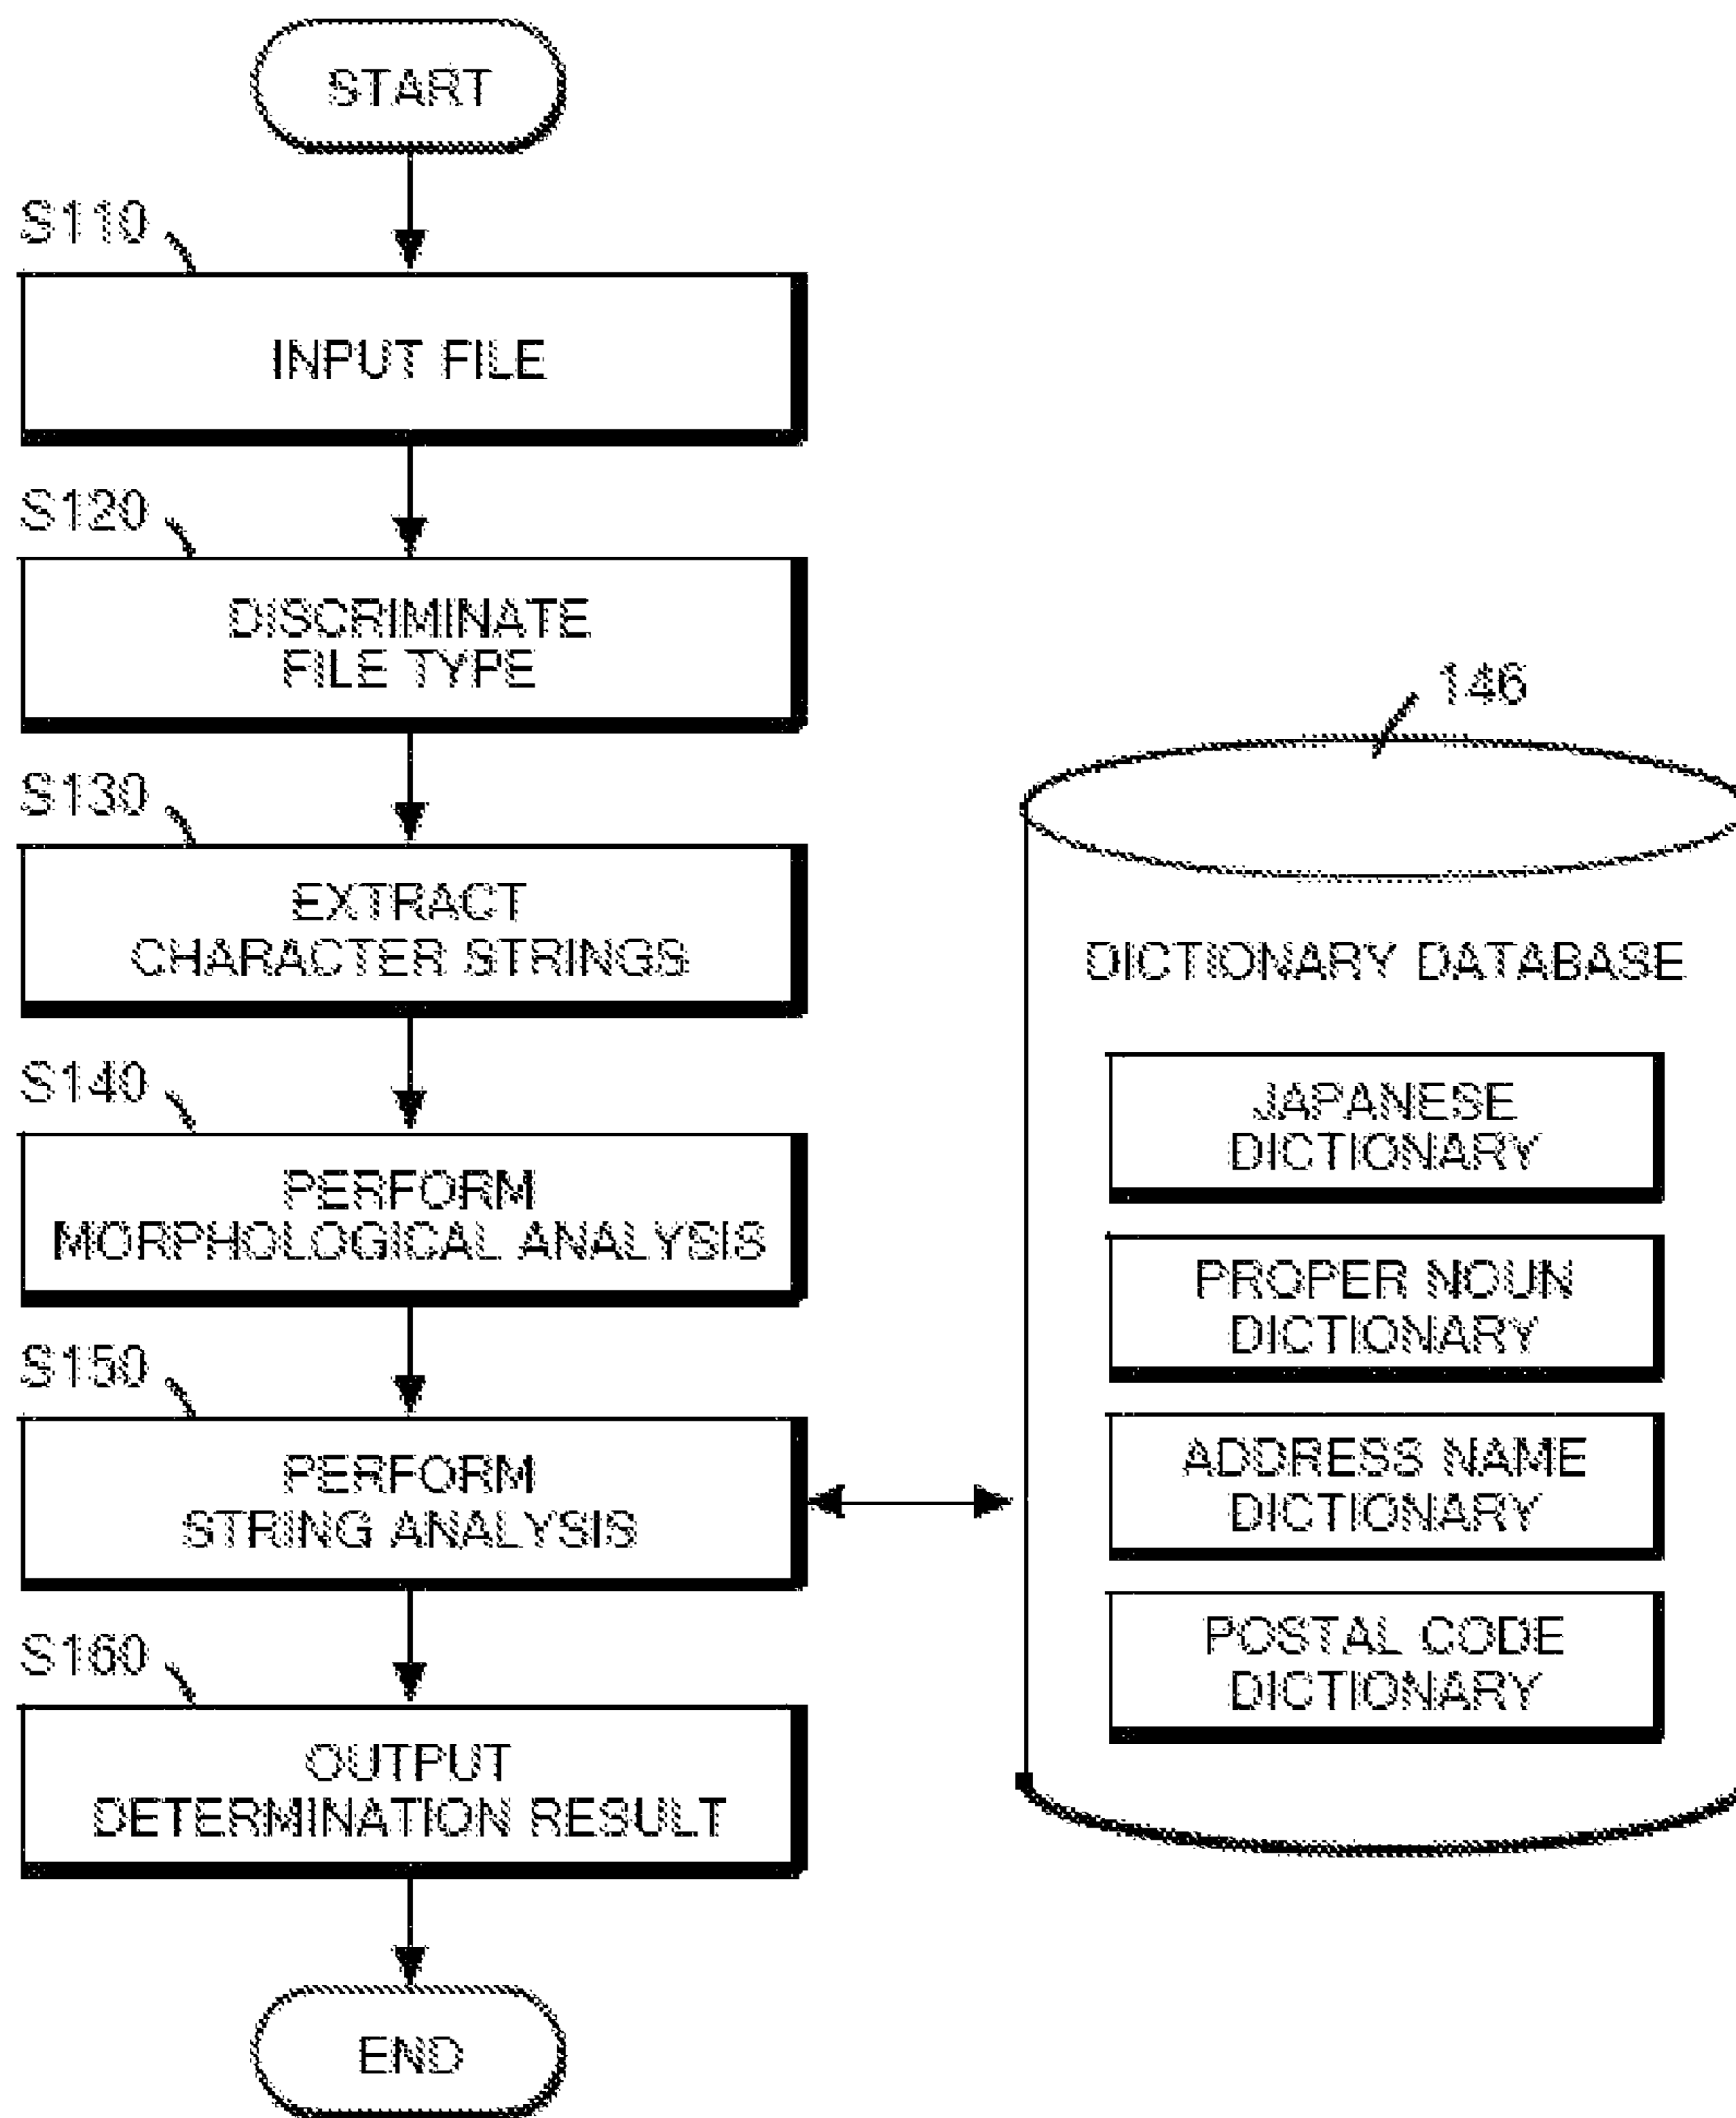 START
S110
INPUT FILE
S120
DISCRIMINATE
FILE TYPE
S130
EXTRACT
CHARACTER STRINGS
S140
PERFORM
MORPHOLOGICAL ANALYSIS
S150
PERFORM
STRING ANALYSIS
S160
OUTPUT
DETERMINATION RESULT
END
146
DICTIONARY DATABASE
JAPANESE
DICTIONARY
PROPER NOUN
DICTIONARY
ADDRESS NAME
DICTIONARY
POSTAL CODE
DICTIONARY